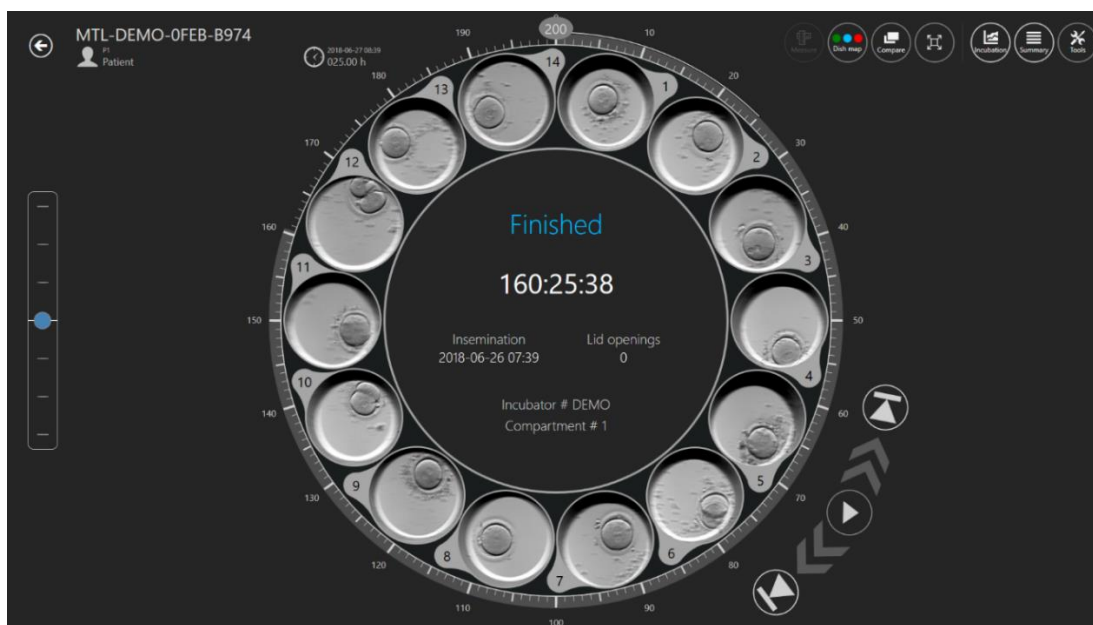 MTL-DEMO-0FEB-B974
P1
Patient
2018-06-27 08:39
025.00 h
Measure
Dish map
Compare
Incubation
Summary
Tools
200
10
20
30
40
50
60
70
80
90
100
110
120
130
140
150
160
170
180
190
1
2
3
4
5
6
7
8
9
10
11
12
13
14
Finished
160:25:38
Insemination
2018-06-26 07:39
Lid openings
0
Incubator # DEMO
Compartment # 1